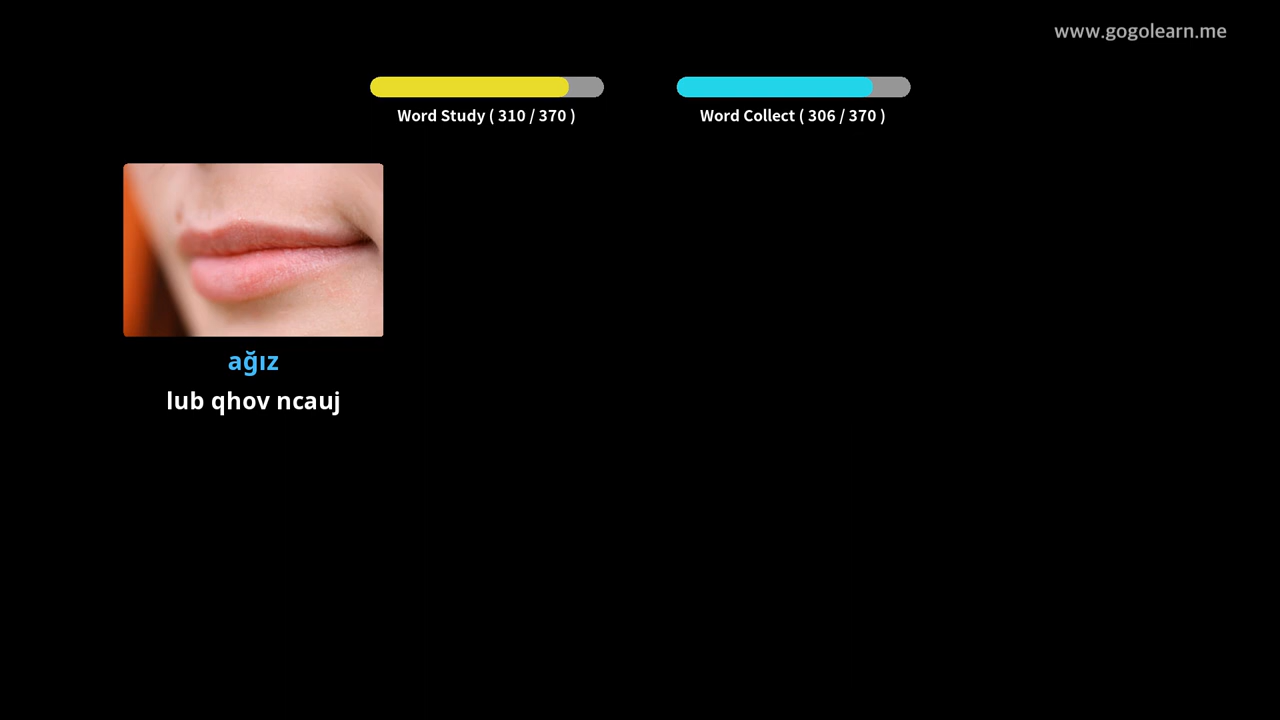 www.gogolearn.me
Word Study ( 310 / 370 )
Word Collect ( 306 / 370 )
ağız
lub qhov ncauj